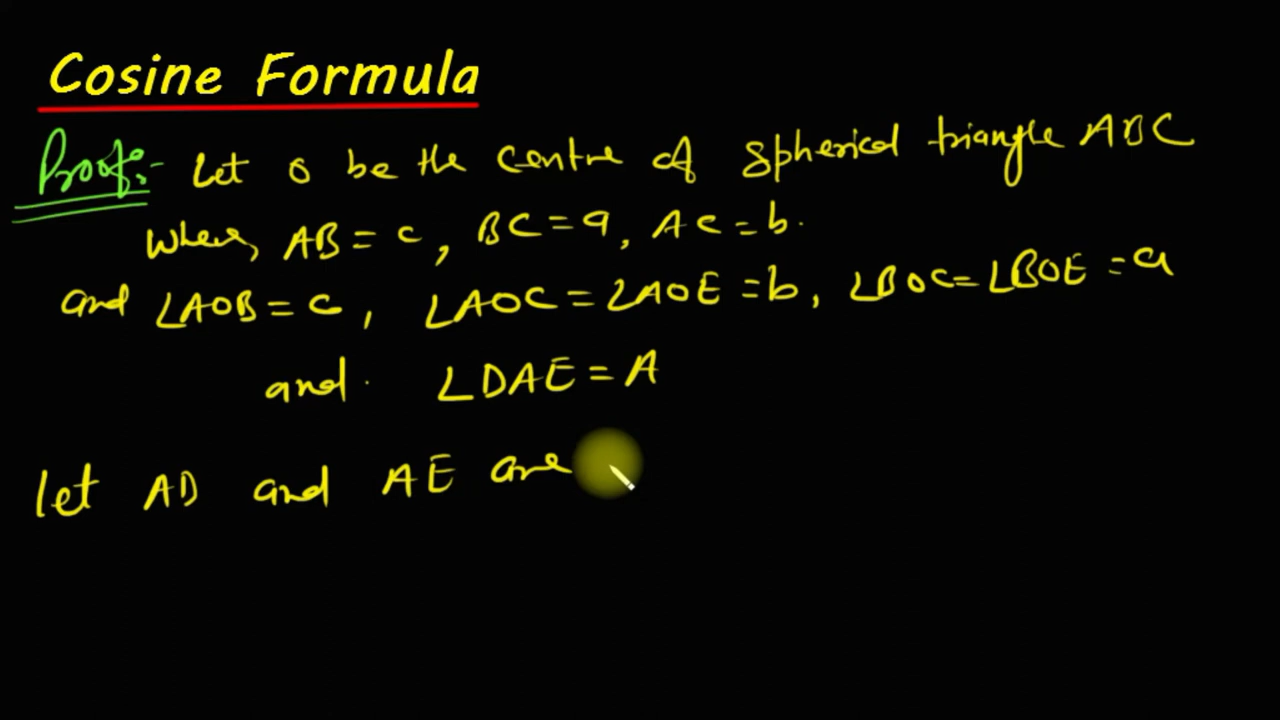 Cosine Formula
Proof:- Let O be the centre of spherical triangle ABC
where, AB = c, BC = a, AC = b.
and ∠AOB = c, ∠AOC = ∠AOE = b, ∠BOC = ∠BOE = a
and. ∠DAE = A
let AD and AE are